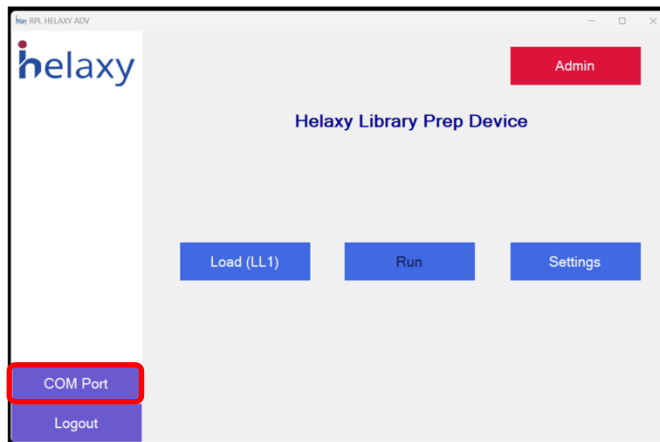 RPL HELAXY ADV
helaxy
Admin
Helaxy Library Prep Device
Load (LL1)
Run
Settings
COM Port
Logout